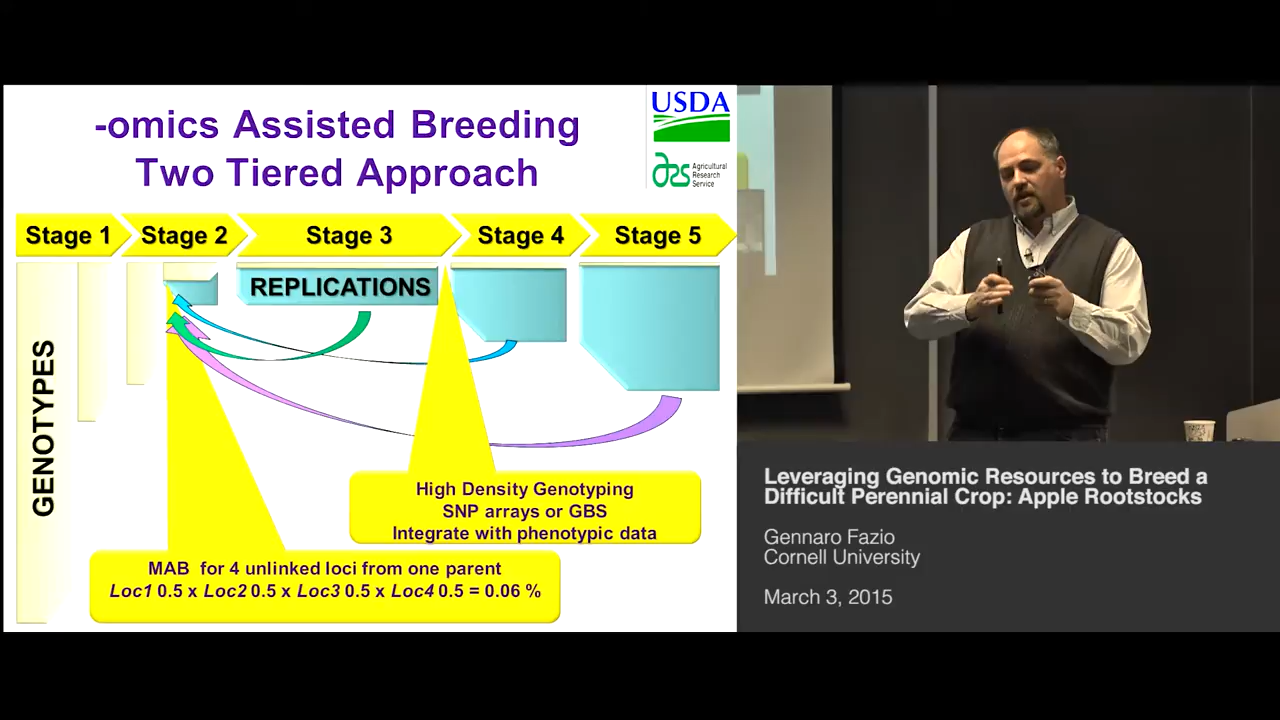 -omics Assisted Breeding
Two Tiered Approach
USDA
ars Agricultural
Research
Service
Stage 1
Stage 2
Stage 3
Stage 4
Stage 5
GENOTYPES
REPLICATIONS
High Density Genotyping
SNP arrays or GBS
Integrate with phenotypic data
MAB for 4 unlinked loci from one parent
Loc1 0.5 x Loc2 0.5 x Loc3 0.5 x Loc4 0.5 = 0.06 %
Leveraging Genomic Resources to Breed a
Difficult Perennial Crop: Apple Rootstocks
Gennaro Fazio
Cornell University
March 3, 2015